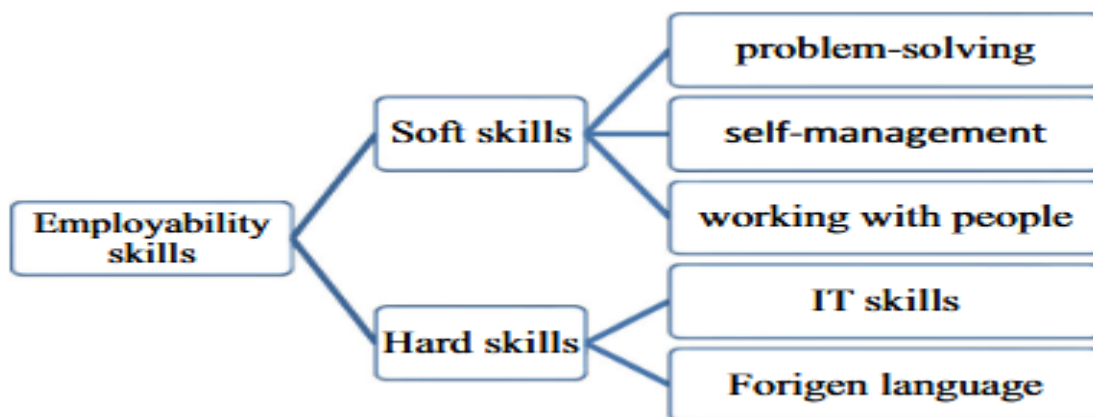 Employability
skills
Soft skills
problem-solving
self-management
working with people
Hard skills
IT skills
Forigen language